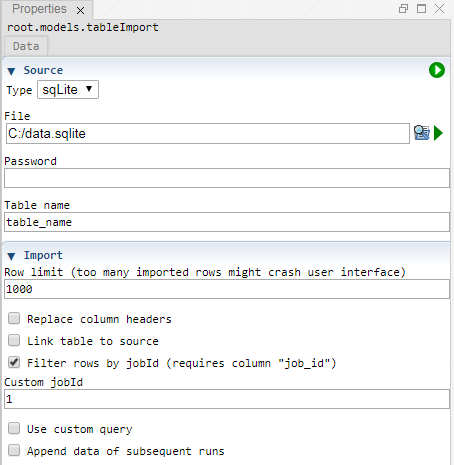 Properties
root.models.tableImport
Data
Source
Type sqLite
File
C:/data.sqlite
Password
Table name
table_name
Import
Row limit (too many imported rows might crash user interface)
1000
Replace column headers
Link table to source
Filter rows by jobId (requires column "job_id")
Custom jobId
1
Use custom query
Append data of subsequent runs